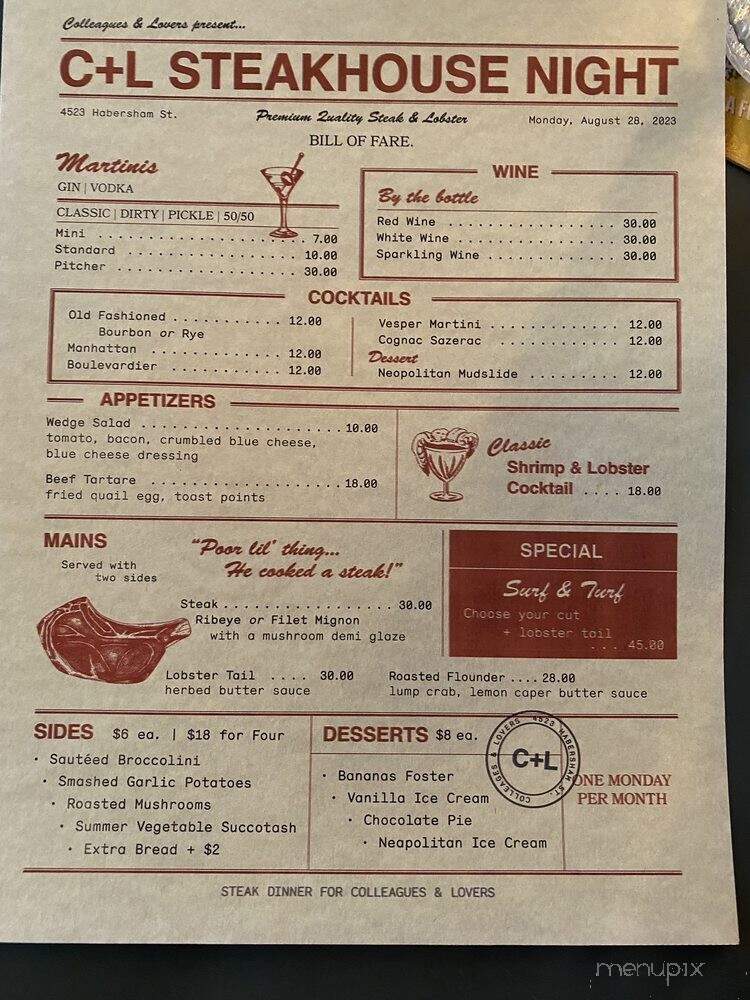 Colleagues & Lovers present...
C+L STEAKHOUSE NIGHT
4523 Habersham St.
Premium Quality Steak & Lobster
Monday, August 28, 2023
BILL OF FARE.
Martinis
GIN | VODKA
CLASSIC | DIRTY | PICKLE | 50/50
Mini ..................... 7.00
Standard ................. 10.00
Pitcher .................. 30.00
WINE
By the bottle
Red Wine ................. 30.00
White Wine ............... 30.00
Sparkling Wine ........... 30.00
COCKTAILS
Old Fashioned ........... 12.00
Bourbon or Rye
Manhattan ............. 12.00
Boulevardier ........... 12.00
Vesper Martini ............. 12.00
Cognac Sazerac ............. 12.00
Dessert
Neopolitan Mudslide ......... 12.00
APPETIZERS
Wedge Salad ....................10.00
tomato, bacon, crumbled blue cheese,
blue cheese dressing
Beef Tartare ...................18.00
fried quail egg, toast points
Classic
Shrimp & Lobster
Cocktail .... 18.00
MAINS
Served with
two sides
"Poor lil' thing...
He cooked a steak!"
Steak................. 30.00
Ribeye or Filet Mignon
with a mushroom demi glaze
SPECIAL
Surf & Turf
Choose your cut
+ lobster tail
... 45.00
Lobster Tail .... 30.00
herbed butter sauce
Roasted Flounder ....28.00
lump crab, lemon caper butter sauce
SIDES $6 ea. | $18 for Four
· Sautéed Broccolini
· Smashed Garlic Potatoes
· Roasted Mushrooms
· Summer Vegetable Succotash
· Extra Bread + $2
DESSERTS $8 ea.
· Bananas Foster
· Vanilla Ice Cream
· Chocolate Pie
· Neapolitan Ice Cream
COLLEAGUES & LOVERS 4523 HABERSHAM ST.
C+L
ONE MONDAY
PER MONTH
STEAK DINNER FOR COLLEAGUES & LOVERS
menupix